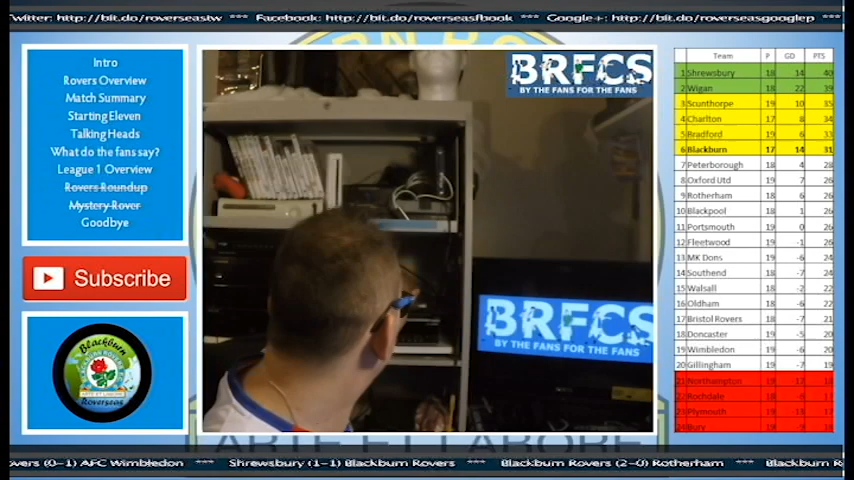 Twitter: http://bit.do/roverseastw *** Facebook: http://bit.do/roverseasfbook *** Google+: http://bit.do/roverseasgooglep ***
Intro
Rovers Overview
Match Summary
Starting Eleven
Talking Heads
What do the fans say?
League 1 Overview
Rovers Roundup
Mystery Rover
Goodbye
Subscribe
Blackburn
Roverseas
ARTE ET LABORE
BRFCS
BY THE FANS FOR THE FANS
BRFCS
BY THE FANS FOR THE FANS
Team P GD PTS
1 Shrewsbury 18 14 40
2 Wigan 18 22 39
3 Scunthorpe 19 10 35
4 Charlton 17 8 34
5 Bradford 19 6 33
6 Blackburn 17 14 31
7 Peterborough 18 4 28
8 Oxford Utd 19 7 26
9 Rotherham 18 6 26
10 Blackpool 18 1 26
11 Portsmouth 19 0 26
12 Fleetwood 19 -1 26
13 MK Dons 19 -6 24
14 Southend 18 -7 24
15 Walsall 18 -2 22
16 Oldham 18 -6 22
17 Bristol Rovers 18 -7 21
18 Doncaster 19 -5 20
19 Wimbledon 19 -6 20
20 Gillingham 19 -7 19
21 Northampton 19
22 Rochdale 18
23 Plymouth 19
24 Bury 19
ARTE ET LABORE
overs (0-1) AFC Wimbledon *** Shrewsbury (1-1) Blackburn Rovers *** Blackburn Rovers (2-0) Rotherham *** Blackburn R